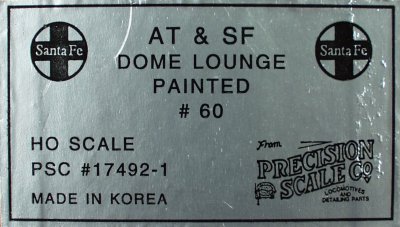 Santa Fe
AT & SF
Santa Fe
DOME LOUNGE
PAINTED
# 60
HO SCALE
PSC #17492-1
MADE IN KOREA
From
PRECISION
SCALE Co.
LOCOMOTIVES
AND
DETAILING PARTS